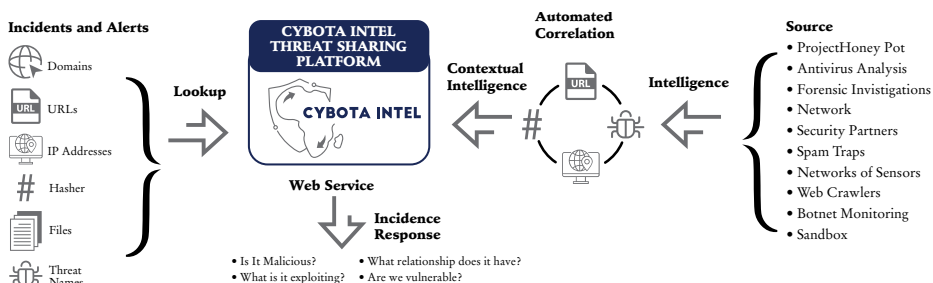 Incidents and Alerts
Domains
URL
URLs
IP Addresses
#
Hasher
Files
Threat
Names
Lookup
CYBOTA INTEL
THREAT SHARING
PLATFORM
CYBOTA INTEL
Web Service
Incidence
Response
• Is It Malicious?
• What is it exploiting?
• What relationship does it have?
• Are we vulnerable?
Contextual
Intelligence
Automated
Correlation
URL
#
Intelligence
Source
• ProjectHoney Pot
• Antivirus Analysis
• Forensic Invistigations
• Network
• Security Partners
• Spam Traps
• Networks of Sensors
• Web Crawlers
• Botnet Monitoring
• Sandbox